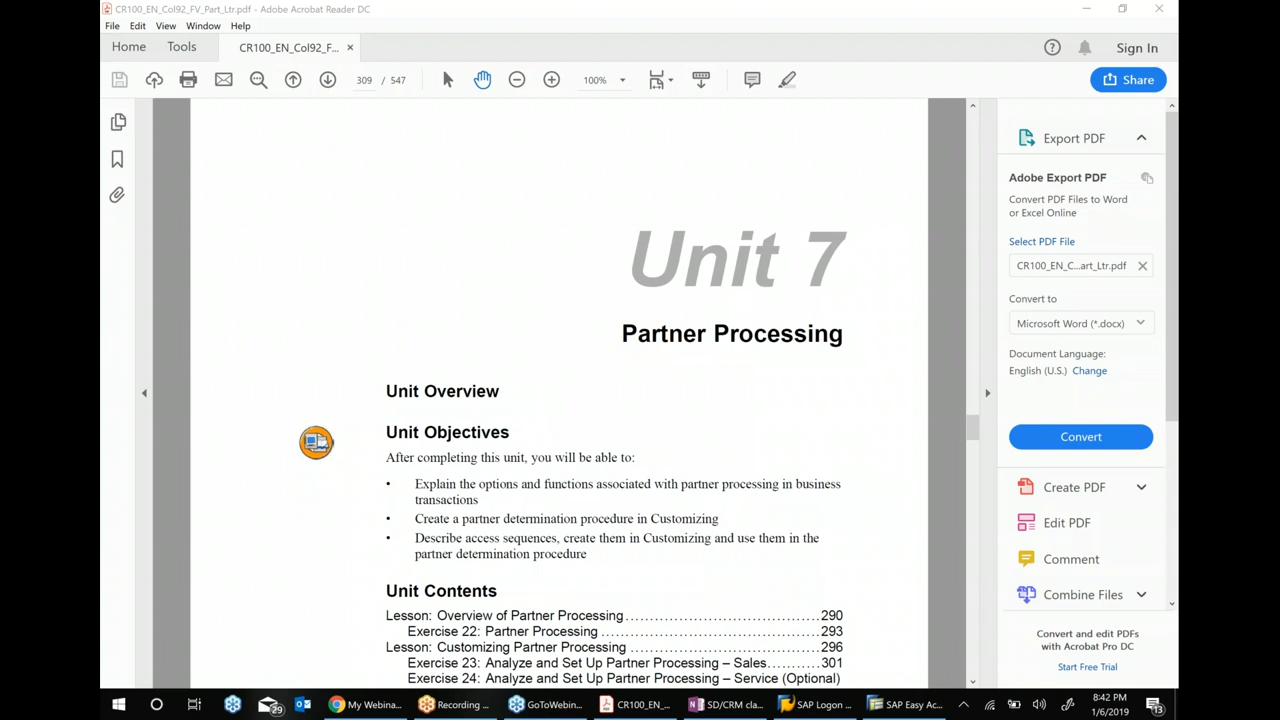 CR100_EN_Col92_FV_Part_Ltr.pdf - Adobe Acrobat Reader DC
File Edit View Window Help
Home Tools CR100_EN_Col92_F... × Sign In
309 / 547 100% Share
Export PDF
Adobe Export PDF
Convert PDF Files to Word
or Excel Online
Select PDF File
CR100_EN_C...art_Ltr.pdf
Convert to
Microsoft Word (*.docx)
Document Language:
English (U.S.) Change
Convert
Create PDF
Edit PDF
Comment
Combine Files
Convert and edit PDFs
with Acrobat Pro DC
Start Free Trial
Unit 7
Partner Processing
Unit Overview
Unit Objectives
After completing this unit, you will be able to:
• Explain the options and functions associated with partner processing in business
transactions
• Create a partner determination procedure in Customizing
• Describe access sequences, create them in Customizing and use them in the
partner determination procedure
Unit Contents
Lesson: Overview of Partner Processing........................................290
Exercise 22: Partner Processing ..............................................293
Lesson: Customizing Partner Processing .......................................296
Exercise 23: Analyze and Set Up Partner Processing – Sales..........301
Exercise 24: Analyze and Set Up Partner Processing – Service (Optional)
29 My Webina... Recording ... GoToWebin... CR100_EN_... SD/CRM cla... SAP Logon ... SAP Easy Ac... 8:42 PM
1/6/2019 13